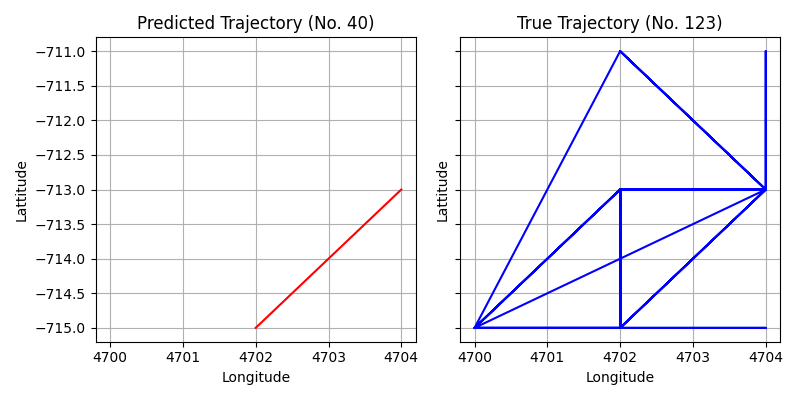 Predicted Trajectory (No. 40)
−711.0
−711.5
−712.0
−712.5
−713.0
−713.5
−714.0
−714.5
−715.0
Lattitude
4700 4701 4702 4703 4704
Longitude
True Trajectory (No. 123)
Lattitude
4700 4701 4702 4703 4704
Longitude